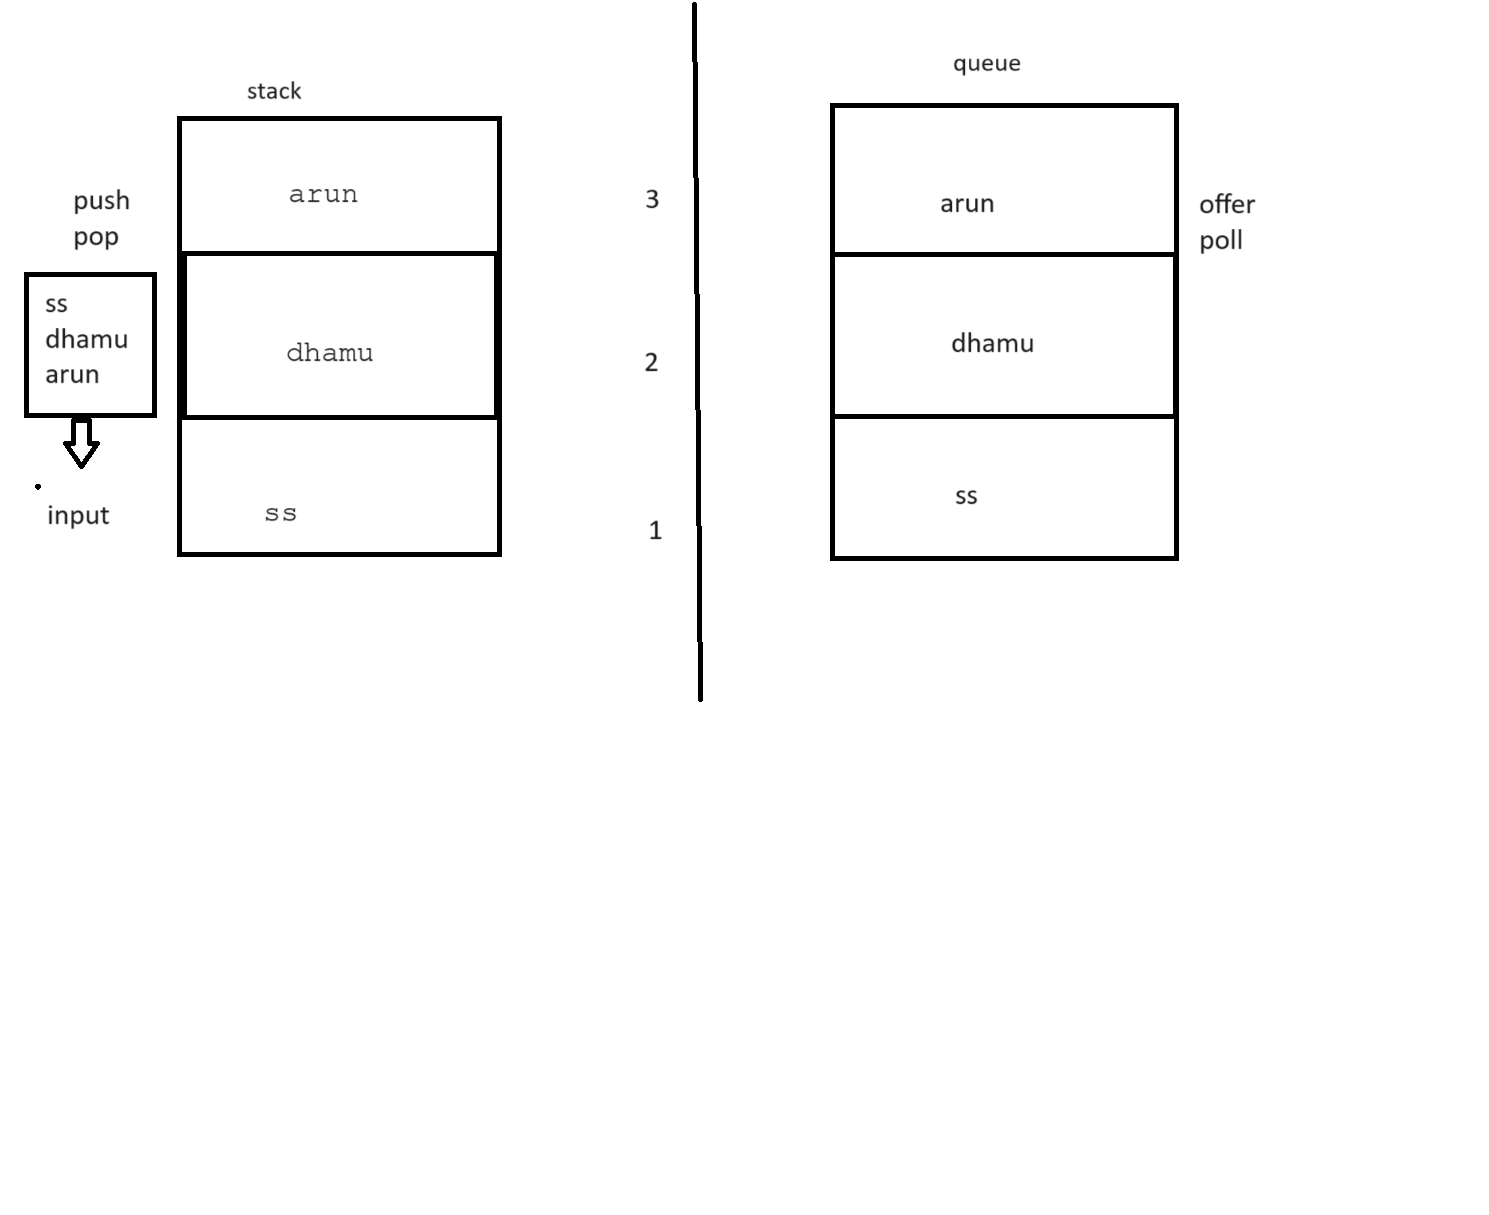 stack
push
pop
ss
dhamu
arun
input
arun
dhamu
ss
3
2
1
queue
arun
dhamu
ss
offer
poll